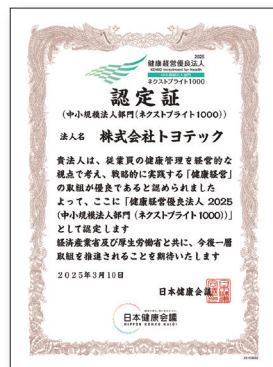 2025
健康経営優良法人
KENKO Investment for Health
ネクストブライト1000
認定証
(中小規模法人部門(ネクストブライト1000))
法人名 株式会社トヨテック
貴法人は、従業員の健康管理を経営的な
視点で考え、戦略的に実践する「健康経営」
の取組が優良であると認められました
よって、ここに「健康経営優良法人 2025
(中小規模法人部門(ネクストブライト1000))」
として認定します
経済産業省及び厚生労働省と共に、今後一層
取組を推進されることを期待いたします
2025年3月10日
日本健康会議
日本健康会議
NIPPON KENKO KAIGI